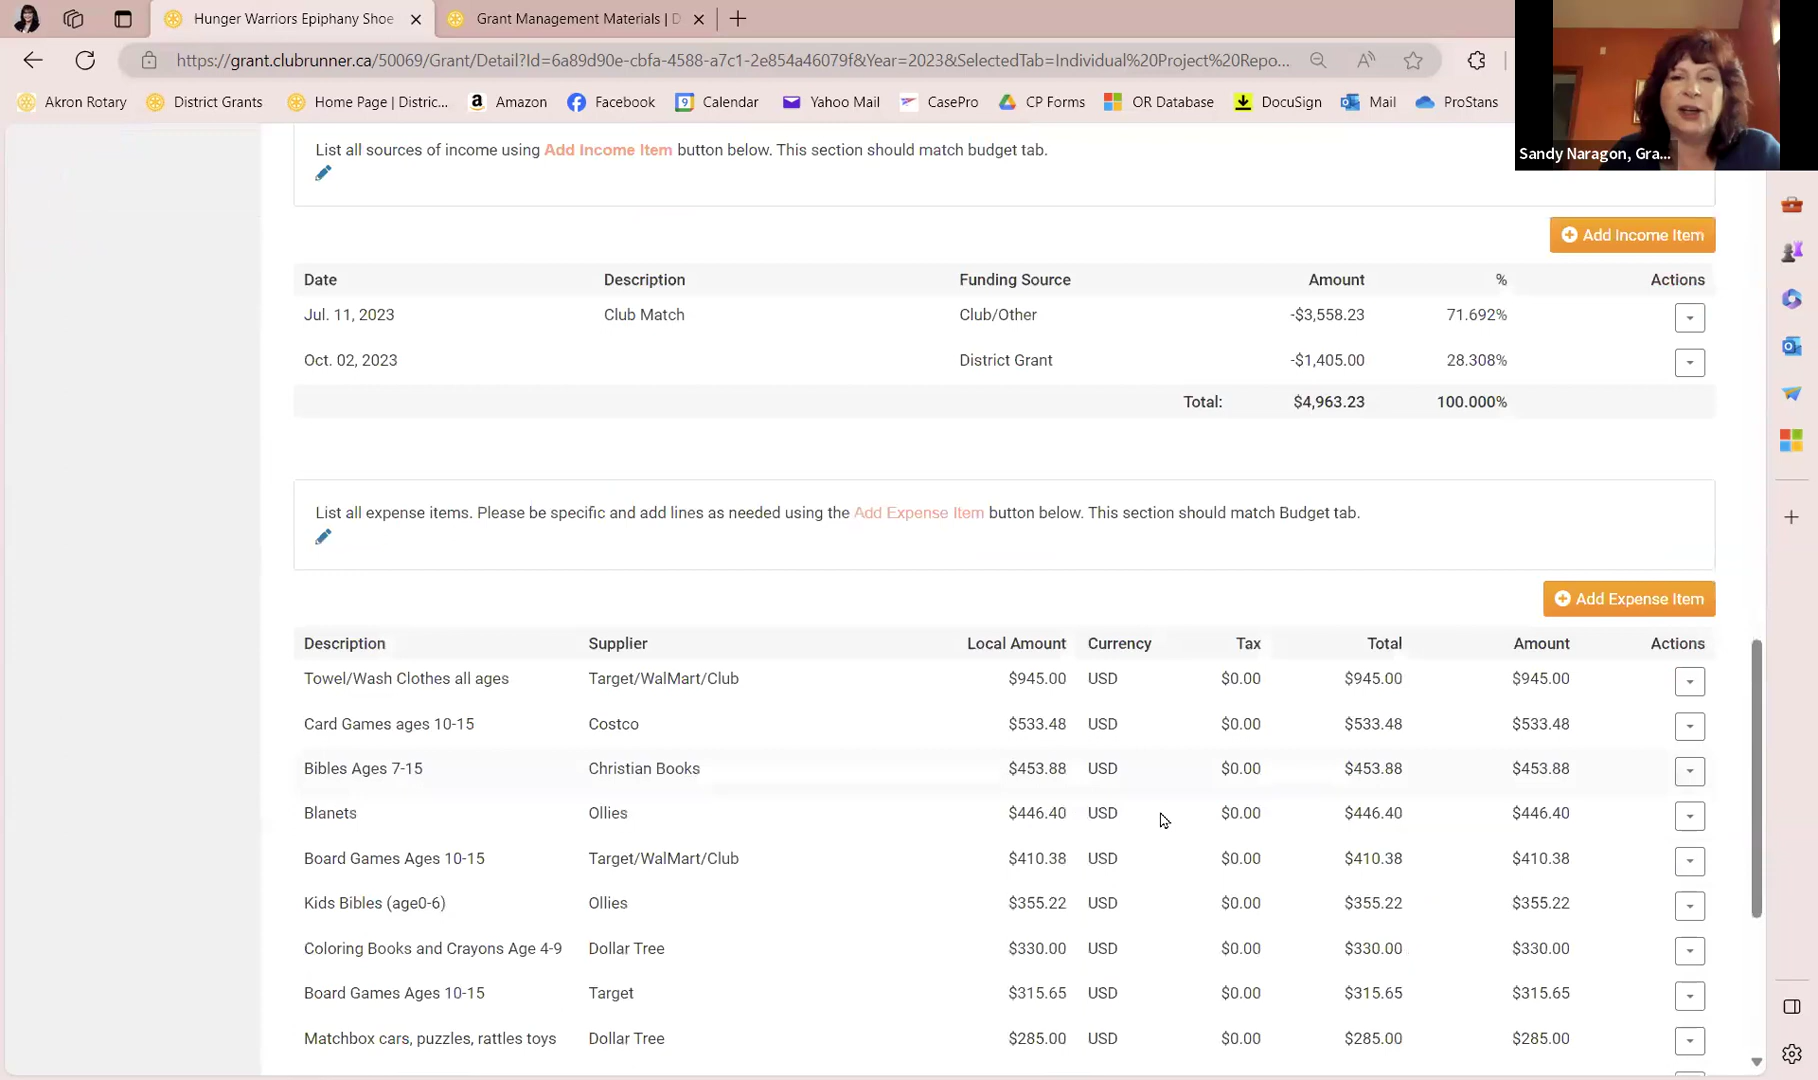 Hunger Warriors Epiphany Shoe
Grant Management Materials | D
https://grant.clubrunner.ca/50069/Grant/Detail?Id=6a89d90e-cbfa-4588-a7c1-2e854a46079f&Year=2023&SelectedTab=Individual%20Project%20Repo...
Akron Rotary District Grants Home Page | Distric... Amazon Facebook Calendar Yahoo Mail CasePro CP Forms OR Database DocuSign Mail ProStans
Sandy Naragon, Gra...
List all sources of income using Add Income Item button below. This section should match budget tab.
Add Income Item
Date Description Funding Source Amount % Actions
Jul. 11, 2023 Club Match Club/Other -$3,558.23 71.692%
Oct. 02, 2023 District Grant -$1,405.00 28.308%
Total: $4,963.23 100.000%
List all expense items. Please be specific and add lines as needed using the Add Expense Item button below. This section should match Budget tab.
Add Expense Item
Description Supplier Local Amount Currency Tax Total Amount Actions
Towel/Wash Clothes all ages Target/WalMart/Club $945.00 USD $0.00 $945.00 $945.00
Card Games ages 10-15 Costco $533.48 USD $0.00 $533.48 $533.48
Bibles Ages 7-15 Christian Books $453.88 USD $0.00 $453.88 $453.88
Blanets Ollies $446.40 USD $0.00 $446.40 $446.40
Board Games Ages 10-15 Target/WalMart/Club $410.38 USD $0.00 $410.38 $410.38
Kids Bibles (age0-6) Ollies $355.22 USD $0.00 $355.22 $355.22
Coloring Books and Crayons Age 4-9 Dollar Tree $330.00 USD $0.00 $330.00 $330.00
Board Games Ages 10-15 Target $315.65 USD $0.00 $315.65 $315.65
Matchbox cars, puzzles, rattles toys Dollar Tree $285.00 USD $0.00 $285.00 $285.00